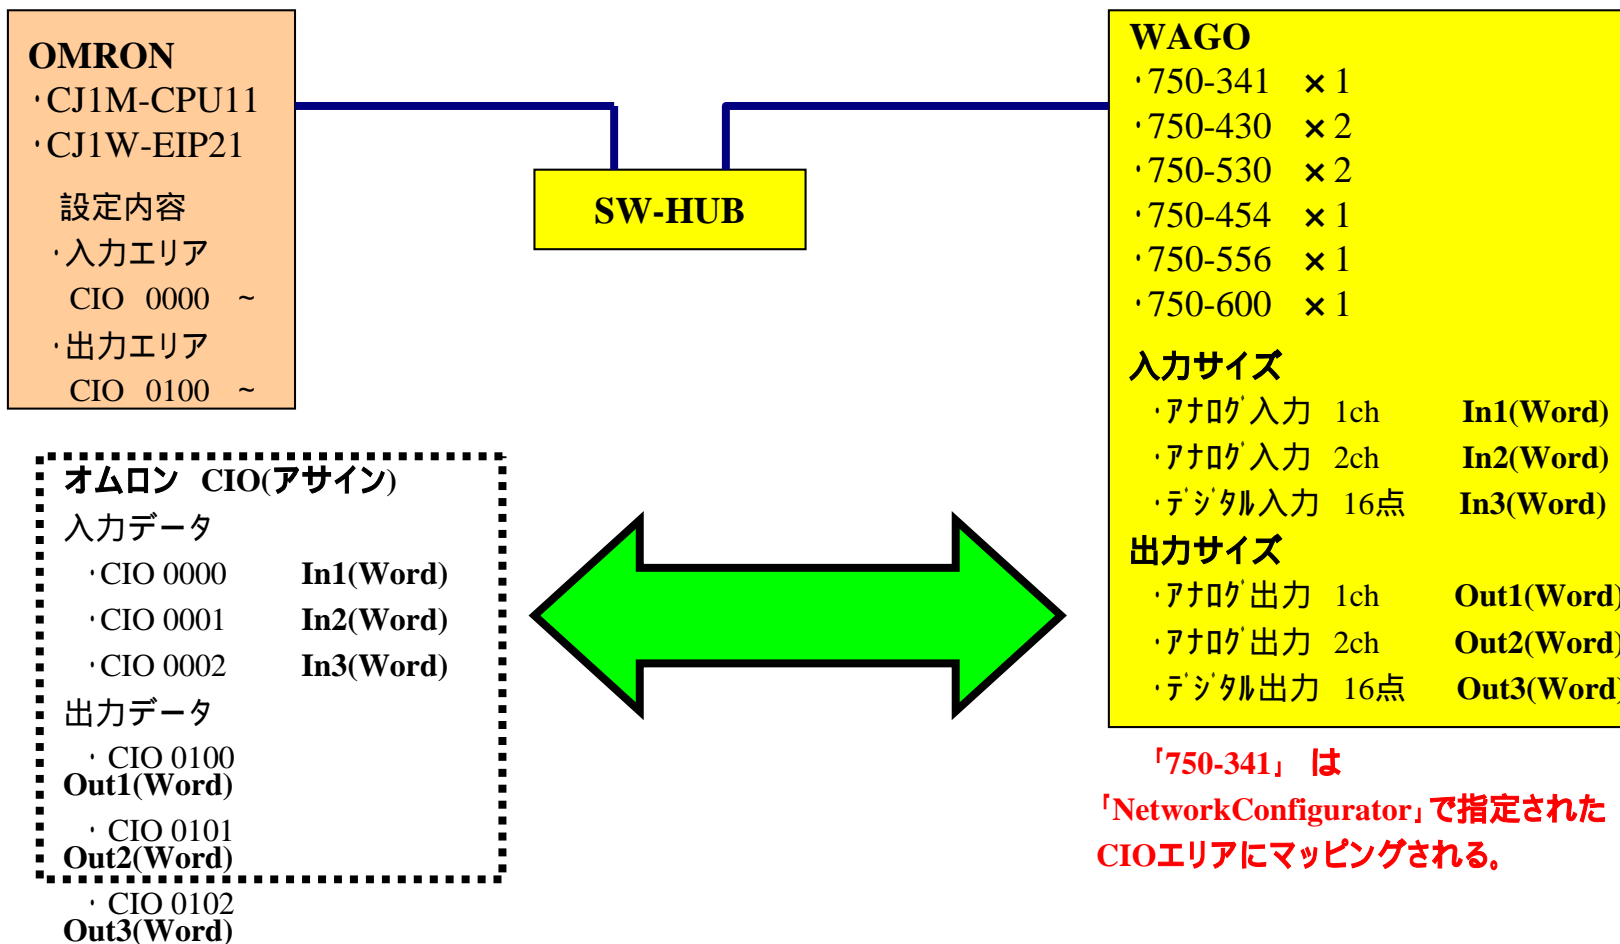 OMRON
・CJ1M-CPU11
・CJ1W-EIP21
設定内容
・入力エリア
CIO 0000 ~
・出力エリア
CIO 0100 ~
SW-HUB
WAGO
・750-341 ×1
・750-430 ×2
・750-530 ×2
・750-454 ×1
・750-556 ×1
・750-600 ×1
入力サイズ
・アナログ入力 1ch In1(Word)
・アナログ入力 2ch In2(Word)
・デジタル入力 16点 In3(Word)
出力サイズ
・アナログ出力 1ch Out1(Word)
・アナログ出力 2ch Out2(Word)
・デジタル出力 16点 Out3(Word)
オムロン CIO(アサイン)
入力データ
・CIO 0000 In1(Word)
・CIO 0001 In2(Word)
・CIO 0002 In3(Word)
出力データ
・CIO 0100
Out1(Word)
・CIO 0101
Out2(Word)
・CIO 0102
Out3(Word)
「750-341」 は
「NetworkConfigurator」で指定された
CIOエリアにマッピングされる。